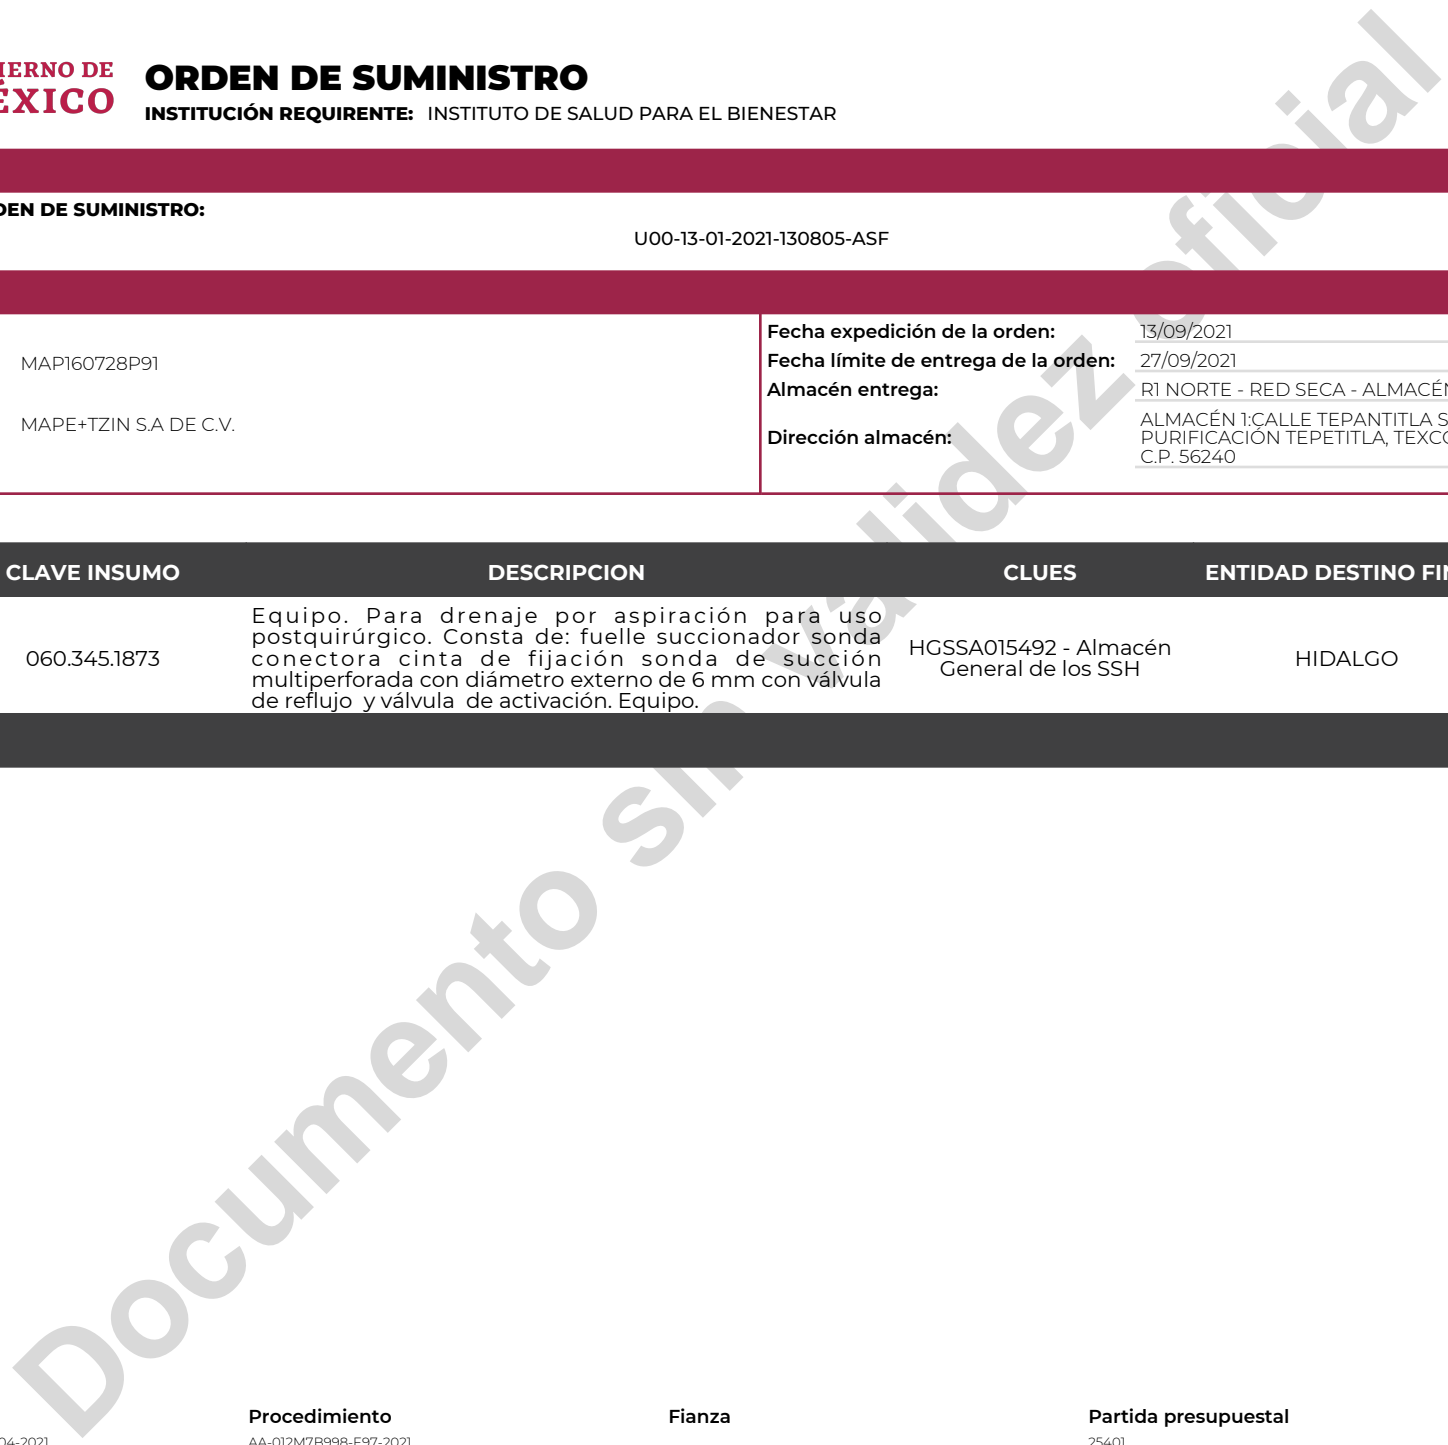 ORDEN DE SUMINISTRO
INSTITUCIÓN REQUIRENTE: INSTITUTO DE SALUD PARA EL BIENESTAR
DE SUMINISTRO:
U00-13-01-2021-130805-ASF
MAP160728P91
MAPE+TZIN S.A DE C.V.
Fecha expedición de la orden: 13/09/2021
Fecha límite de entrega de la orden: 27/09/2021
Almacén entrega: R1 NORTE - RED SECA - ALMACÉN
Dirección almacén: ALMACÉN 1:CALLE TEPANTITLA
PURIFICACIÓN TEPETITLA,
C.P. 56240
CLAVE INSUMO DESCRIPCION CLUES ENTIDAD DESTINO
060.345.1873
Equipo. Para drenaje por aspiración para uso
postquirúrgico. Consta de: fuelle succionador sonda
conectora cinta de fijación sonda de succión
multiperforada con diámetro externo de 6 mm con válvula
de reflujo y válvula de activación. Equipo.
HGSSA015492 - Almacén
General de los SSH
HIDALGO
Procedimiento Fianza Partida presupuestal
AA-012M7B998-E97-2021 25401
Documento sin validez oficial